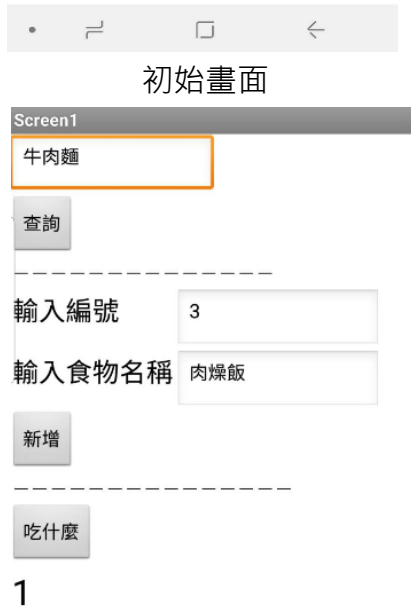 初始畫面
Screen1
牛肉麵
查詢
_ _ _ _ _ _ _ _ _ _ _ _ _ _
輸入編號 3
輸入食物名稱 肉燥飯
新增
_ _ _ _ _ _ _ _ _ _ _ _ _ _ _
吃什麼
1